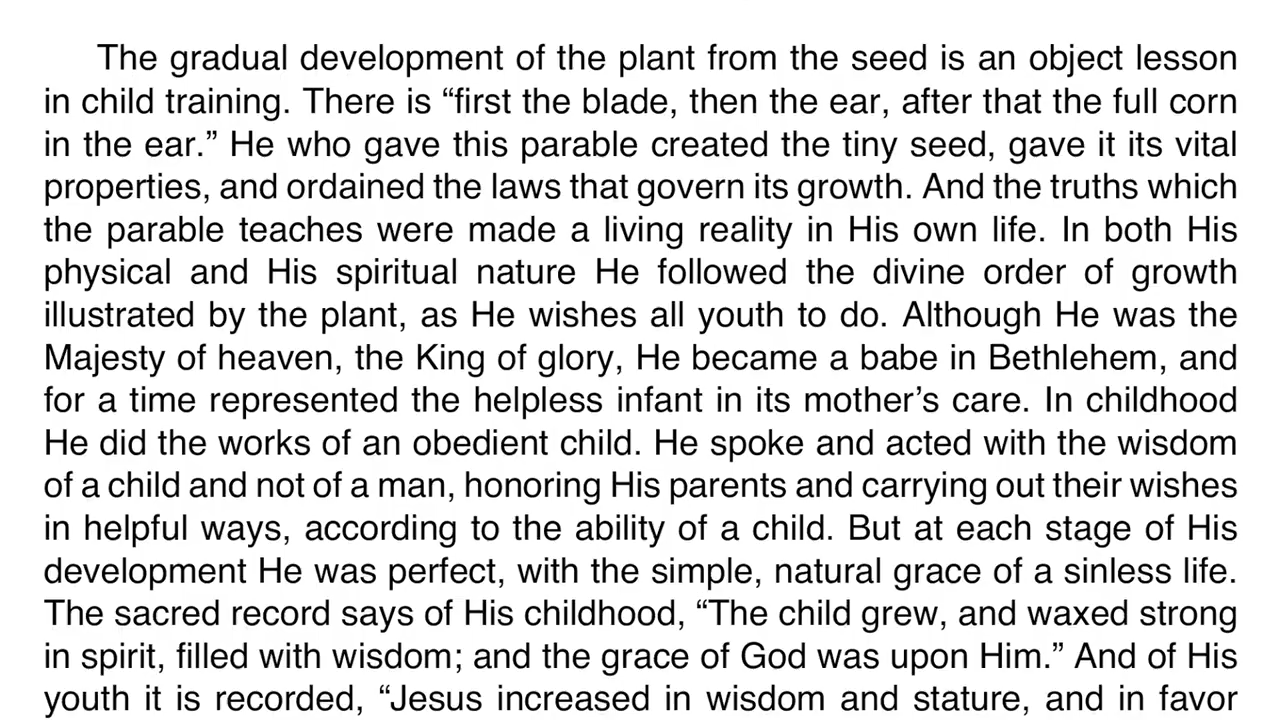 The gradual development of the plant from the seed is an object lesson
in child training. There is “first the blade, then the ear, after that the full corn
in the ear.” He who gave this parable created the tiny seed, gave it its vital
properties, and ordained the laws that govern its growth. And the truths which
the parable teaches were made a living reality in His own life. In both His
physical and His spiritual nature He followed the divine order of growth
illustrated by the plant, as He wishes all youth to do. Although He was the
Majesty of heaven, the King of glory, He became a babe in Bethlehem, and
for a time represented the helpless infant in its mother’s care. In childhood
He did the works of an obedient child. He spoke and acted with the wisdom
of a child and not of a man, honoring His parents and carrying out their wishes
in helpful ways, according to the ability of a child. But at each stage of His
development He was perfect, with the simple, natural grace of a sinless life.
The sacred record says of His childhood, “The child grew, and waxed strong
in spirit, filled with wisdom; and the grace of God was upon Him.” And of His
youth it is recorded, “Jesus increased in wisdom and stature, and in favor